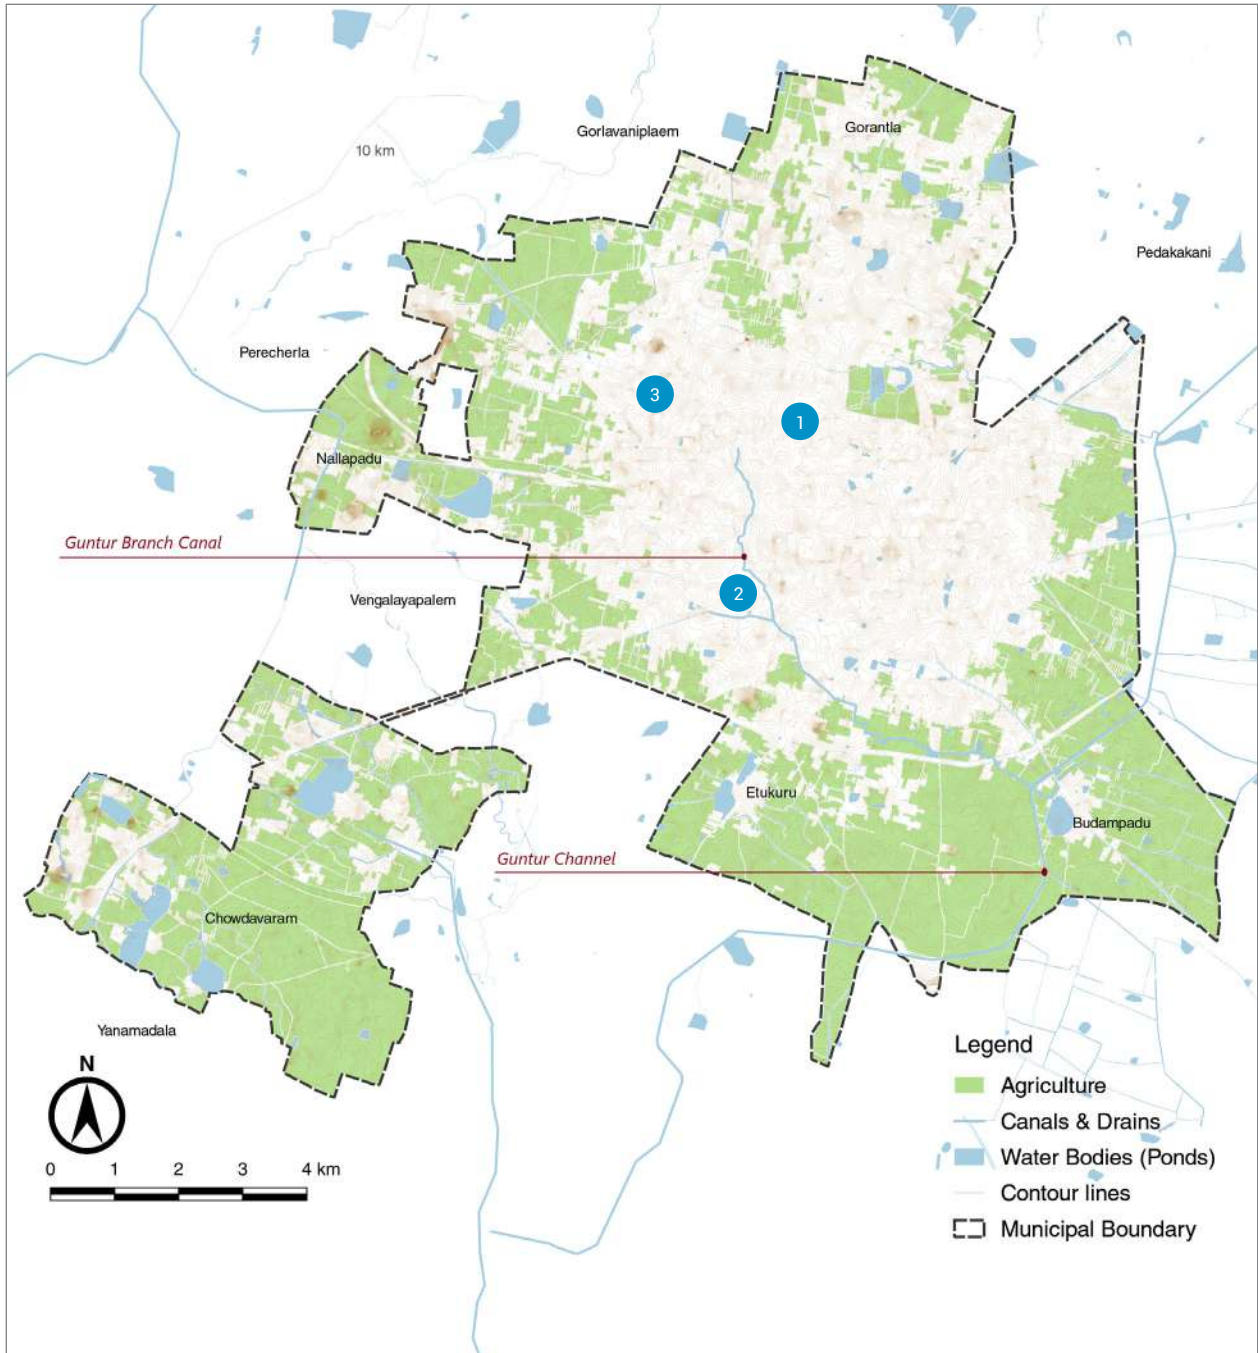 Gorlavaniplaem
Gorantla
10 km
Pedakakani
Perecherla
3
1
Nallapadu
Guntur Branch Canal
2
Vengalayapalem
Etukuru
Budampadu
Guntur Channel
Chowdavaram
Yanamadala
N
0 1 2 3 4 km
Legend
Agriculture
Canals & Drains
Water Bodies (Ponds)
Contour lines
Municipal Boundary